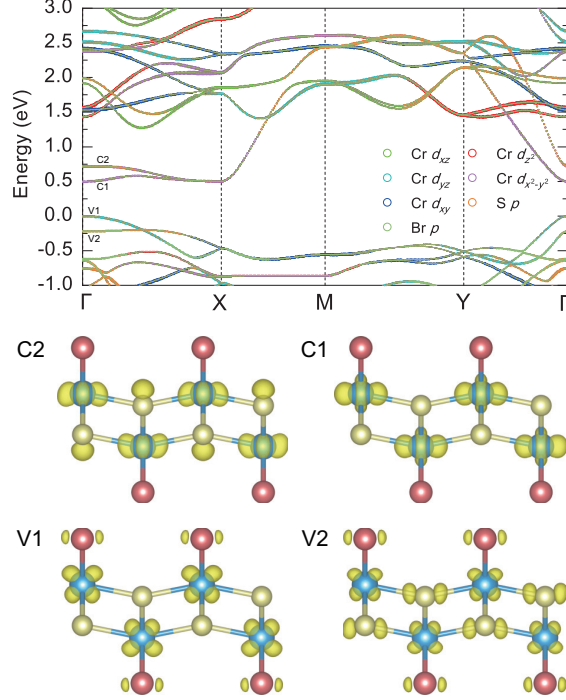 3.0
2.5
2.0
1.5
1.0
0.5
0.0
-0.5
-1.0
Energy (eV)
C2
C1
V1
V2
Cr dxz
Cr dz²
Cr dyz
Cr dx²-y²
Cr dxy
S p
Br p
Γ X M Y Γ
C2 C1
V1 V2